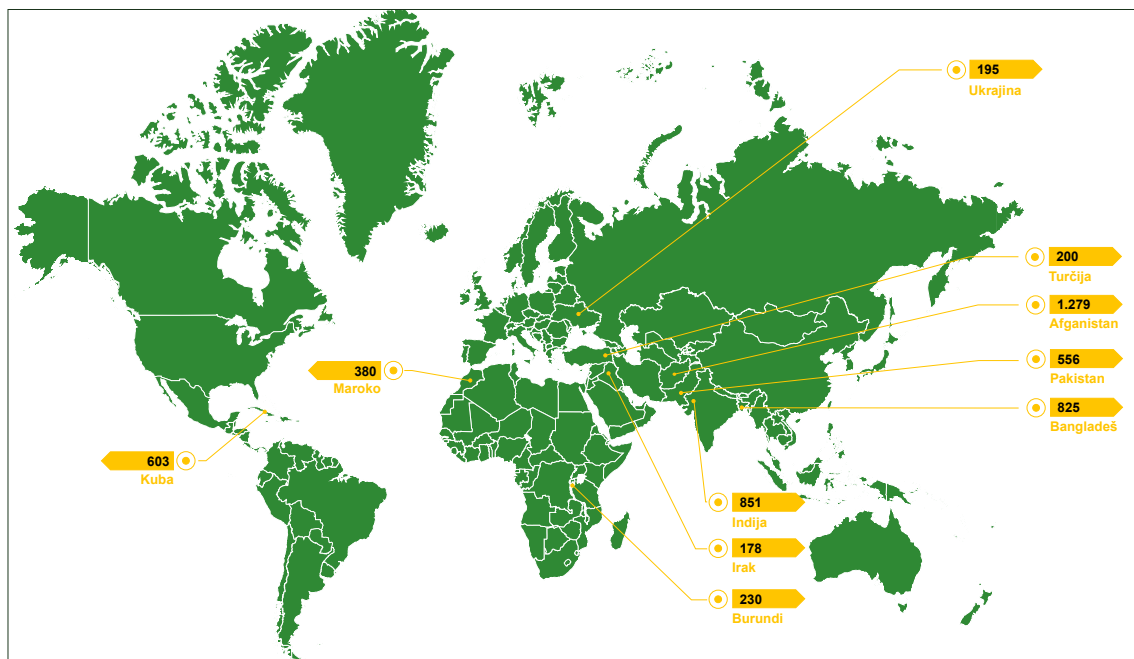 195
Ukrajina
200
Turčija
1.279
Afganistan
380
Maroko
556
Pakistan
825
Bangladeš
603
Kuba
851
Indija
178
Irak
230
Burundi